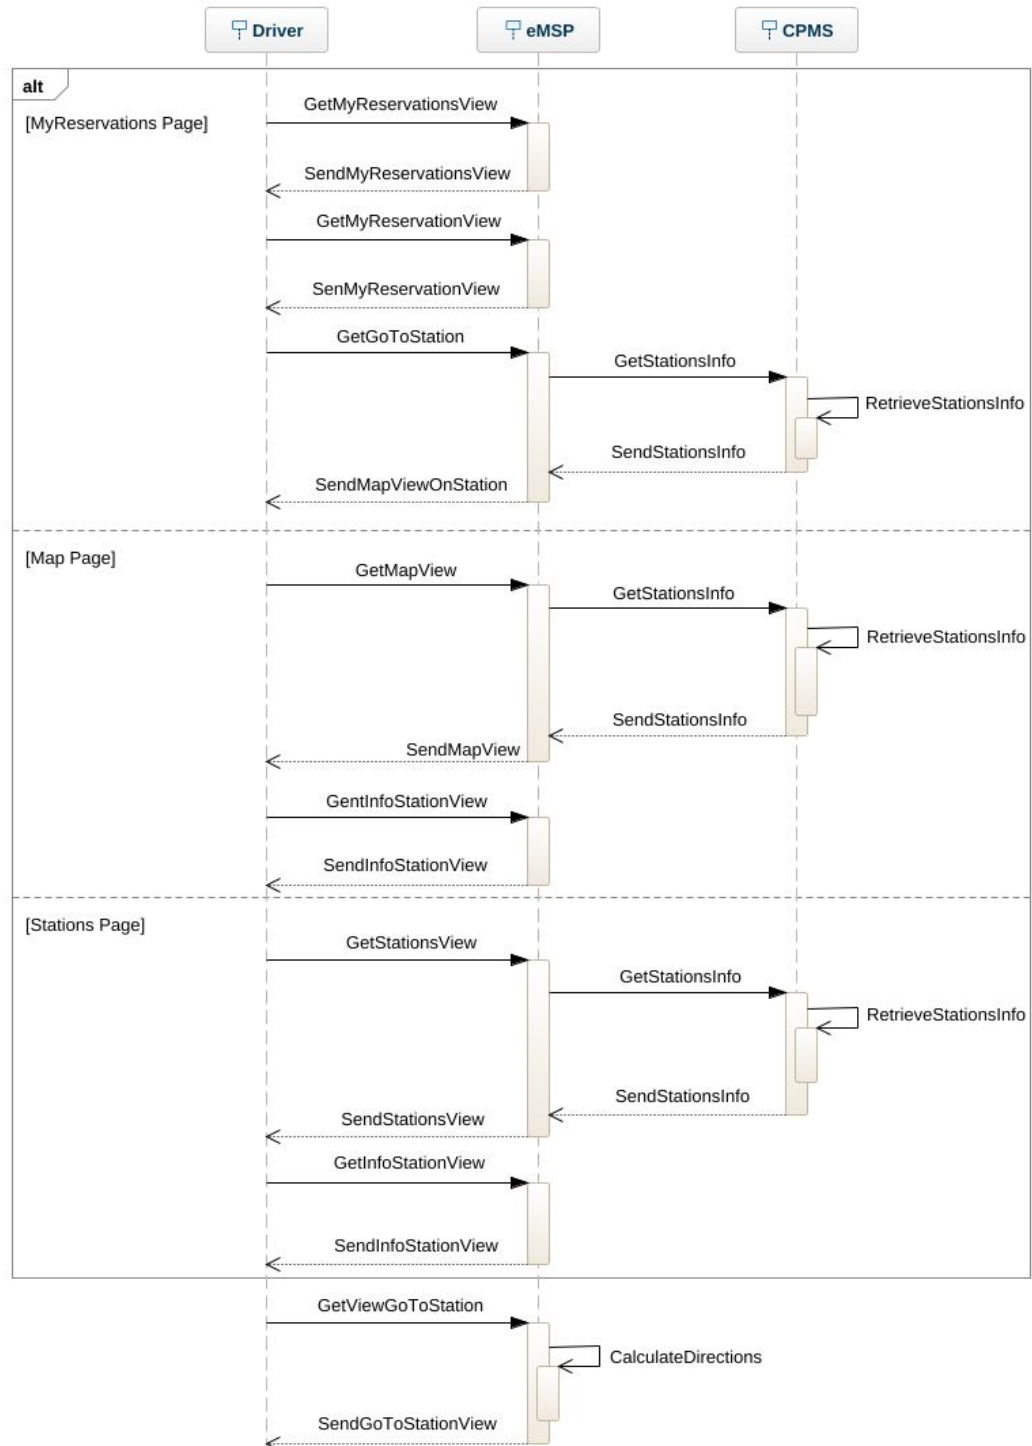 Driver
eMSP
CPMS
alt
GetMyReservationsView
[MyReservations Page]
SendMyReservationsView
GetMyReservationView
SenMyReservationView
GetGoToStation
GetStationsInfo
RetrieveStationsInfo
SendStationsInfo
SendMapViewOnStation
[Map Page]
GetMapView
GetStationsInfo
RetrieveStationsInfo
SendStationsInfo
SendMapView
GentInfoStationView
SendInfoStationView
[Stations Page]
GetStationsView
GetStationsInfo
RetrieveStationsInfo
SendStationsInfo
SendStationsView
GetInfoStationView
SendInfoStationView
GetViewGoToStation
CalculateDirections
SendGoToStationView